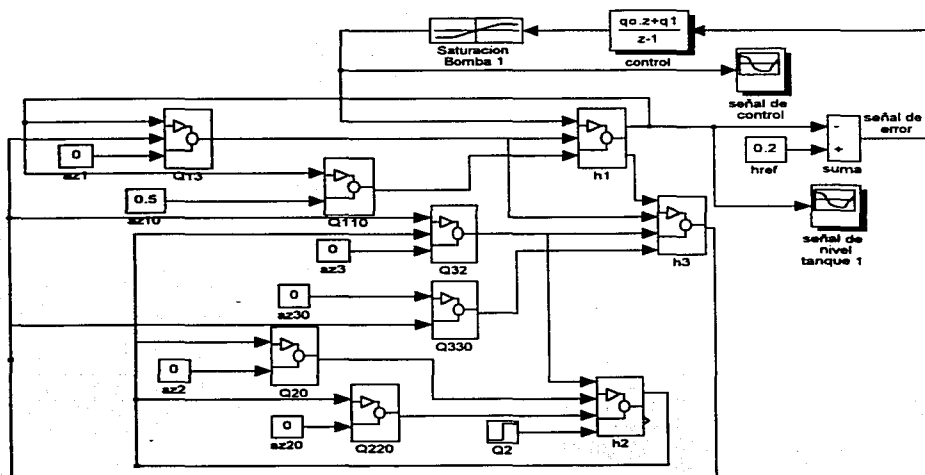 qo.z+q1
z-1
Saturacion
Bomba 1
control
señal de
control
señal de
error
0
az1
Q13
h1
0.2
href
-
+
suma
0.5
az10
Q110
0
az3
Q32
h3
señal de
nivel
tanque 1
0
az30
Q330
0
az2
Q20
0
az20
Q220
Q2
h2